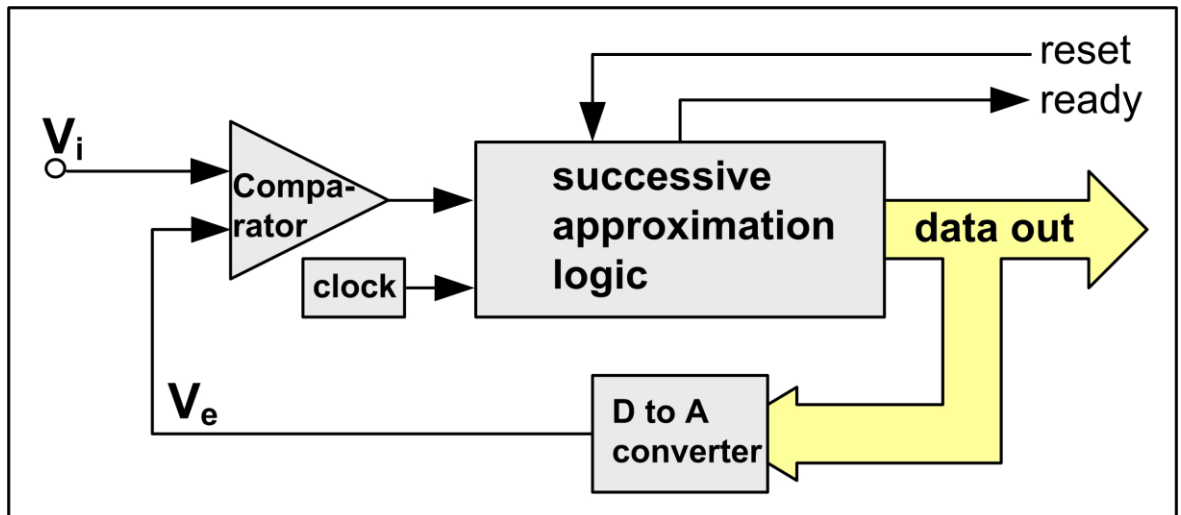 reset
ready
Vi
Compa-
rator
successive
approximation
logic
data out
clock
Ve
D to A
converter